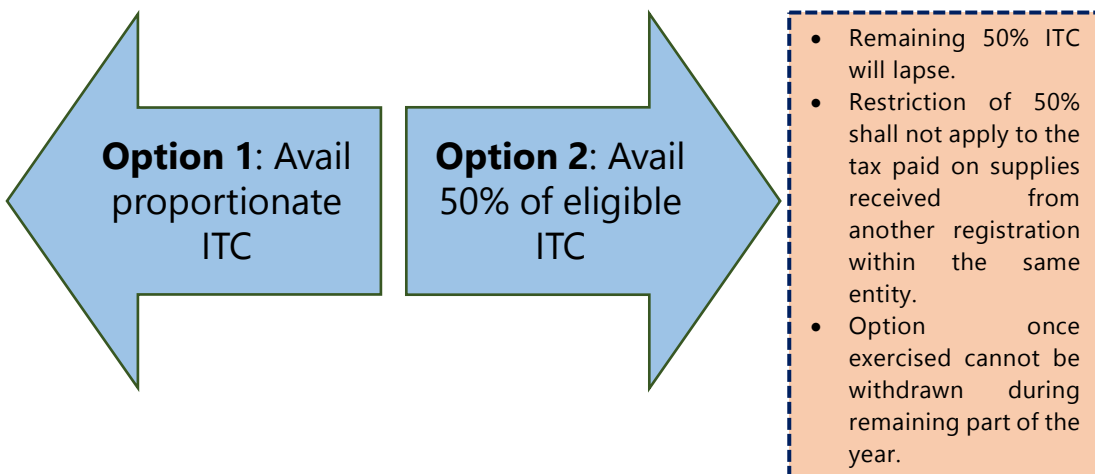 Option 1: Avail
proportionate
ITC
Option 2: Avail
50% of eligible
ITC
• Remaining 50% ITC
will lapse.
• Restriction of 50%
shall not apply to the
tax paid on supplies
received from
another registration
within the same
entity.
• Option once
exercised cannot be
withdrawn during
remaining part of the
year.